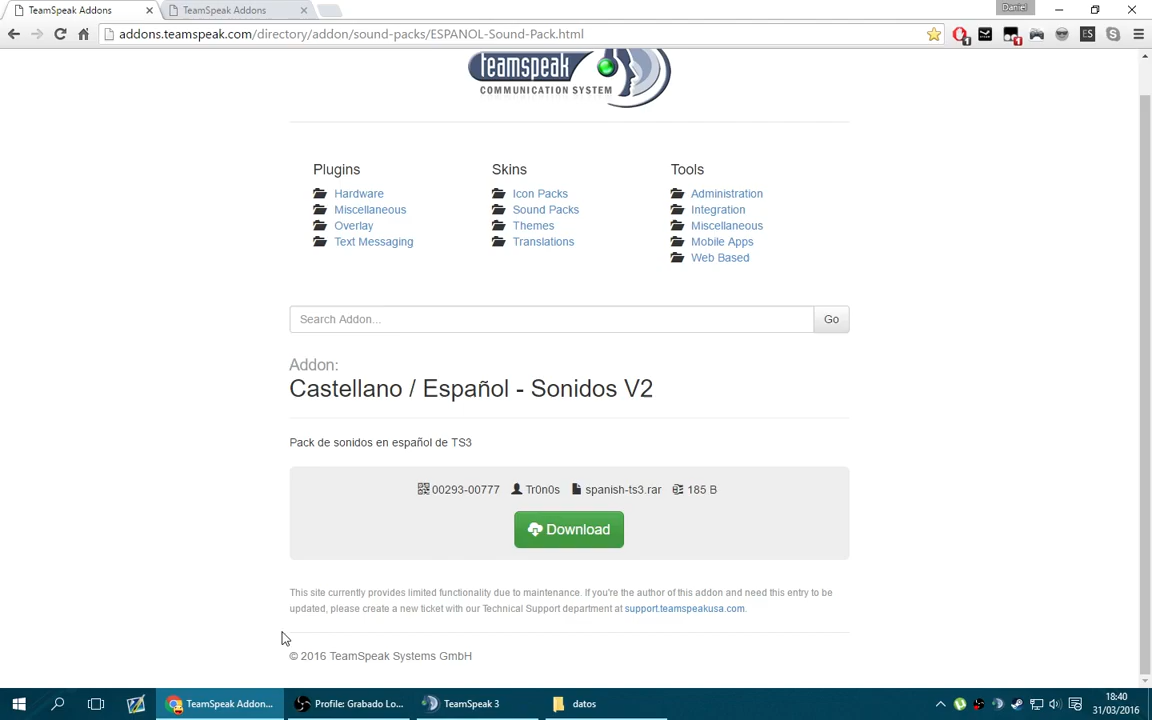 TeamSpeak Addons
TeamSpeak Addons
Daniel
addons.teamspeak.com/directory/addon/sound-packs/ESPANOL-Sound-Pack.html
ES
teamspeak
COMMUNICATION SYSTEM
Plugins
Hardware
Miscellaneous
Overlay
Text Messaging
Skins
Icon Packs
Sound Packs
Themes
Translations
Tools
Administration
Integration
Miscellaneous
Mobile Apps
Web Based
Search Addon...
Go
Addon:
Castellano / Español - Sonidos V2
Pack de sonidos en español de TS3
00293-00777 Tr0n0s spanish-ts3.rar 185 B
Download
This site currently provides limited functionality due to maintenance. If you're the author of this addon and need this entry to be
updated, please create a new ticket with our Technical Support department at support.teamspeakusa.com.
© 2016 TeamSpeak Systems GmbH
TeamSpeak Addon...
Profile: Grabado Lo...
TeamSpeak 3
datos
18:40
31/03/2016